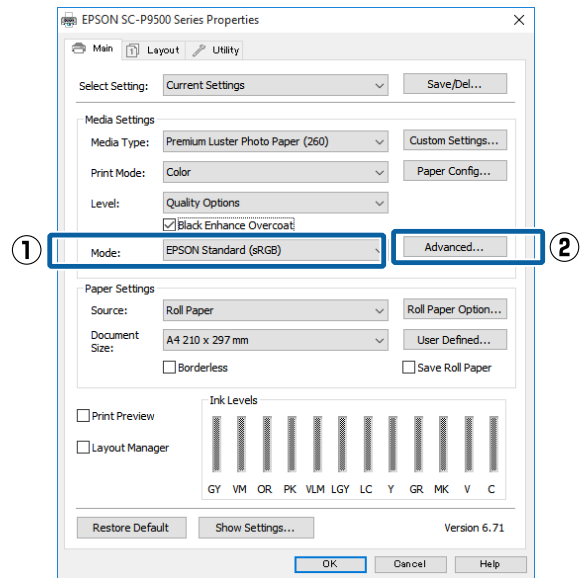 EPSON SC-P9500 Series Properties
Main Layout Utility
Select Setting: Current Settings Save/Del...
Media Settings
Media Type: Premium Luster Photo Paper (260) Custom Settings...
Print Mode: Color Paper Config...
Level: Quality Options
Black Enhance Overcoat
① Mode: EPSON Standard (sRGB) Advanced... ②
Paper Settings
Source: Roll Paper Roll Paper Option...
Document Size: A4 210 x 297 mm User Defined...
Borderless Save Roll Paper
Ink Levels
Print Preview
Layout Manager
GY VM OR PK VLM LGY LC Y GR MK V C
Restore Default Show Settings... Version 6.71
OK Cancel Help